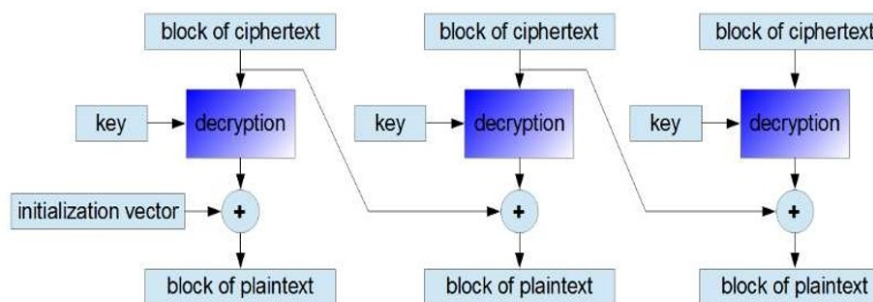 block of ciphertext block of ciphertext block of ciphertext
key decryption key decryption key decryption
initialization vector + + +
block of plaintext block of plaintext block of plaintext